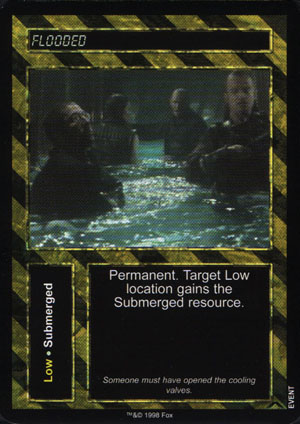 FLOODED
Permanent. Target Low
location gains the
Submerged resource.
Low • Submerged
Someone must have opened the cooling
valves.
™&© 1998 Fox
EVENT